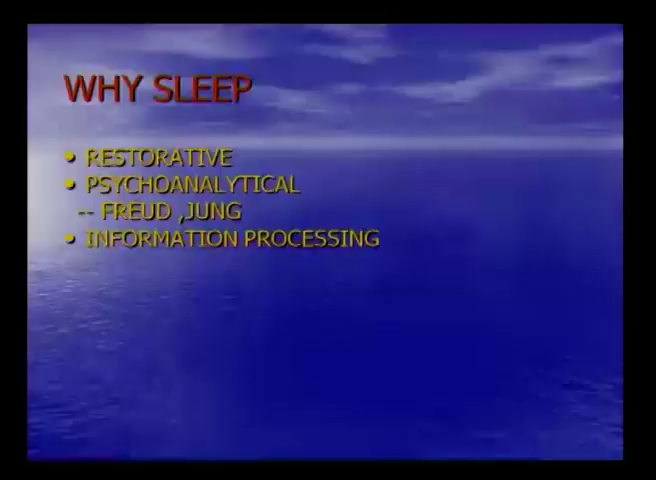 WHY SLEEP
• RESTORATIVE
• PSYCHOANALYTICAL
-- FREUD ,JUNG
• INFORMATION PROCESSING